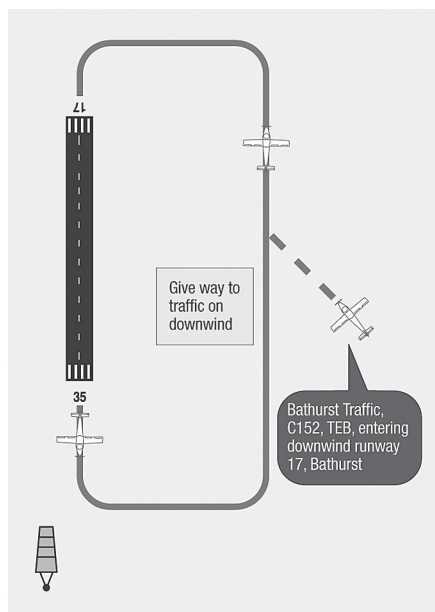 17
Give way to
traffic on
downwind
35
Bathurst Traffic,
C152, TEB, entering
downwind runway
17, Bathurst